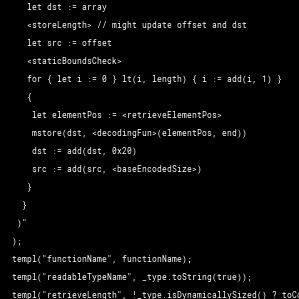 let dst := array
<storeLength> // might update offset and dst
let src := offset
<staticBoundsCheck>
for { let i := 0 } lt(i, length) { i := add(i, 1) }
{
let elementPos := <retrieveElementPos>
mstore(dst, <decodingFun>(elementPos, end))
dst := add(dst, 0x20)
src := add(src, <baseEncodedSize>)
}
}
)"
);
templ("functionName", functionName);
templ("readableTypeName", _type.toString(true));
templ("retrieveLength", !_type.isDynamicallySized() ? toCo